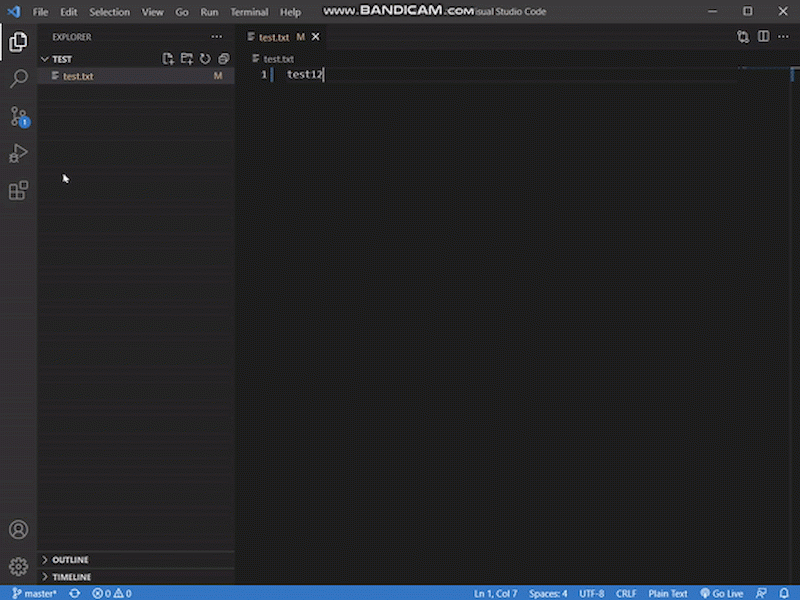 File Edit Selection View Go Run Terminal Help
www.BANDICAM.com
sual Studio Code
EXPLORER
TEST
test.txt M
1
test.txt M
test.txt
1 test12
OUTLINE
TIMELINE
master* 0 0 Ln 1, Col 7 Spaces: 4 UTF-8 CRLF Plain Text Go Live